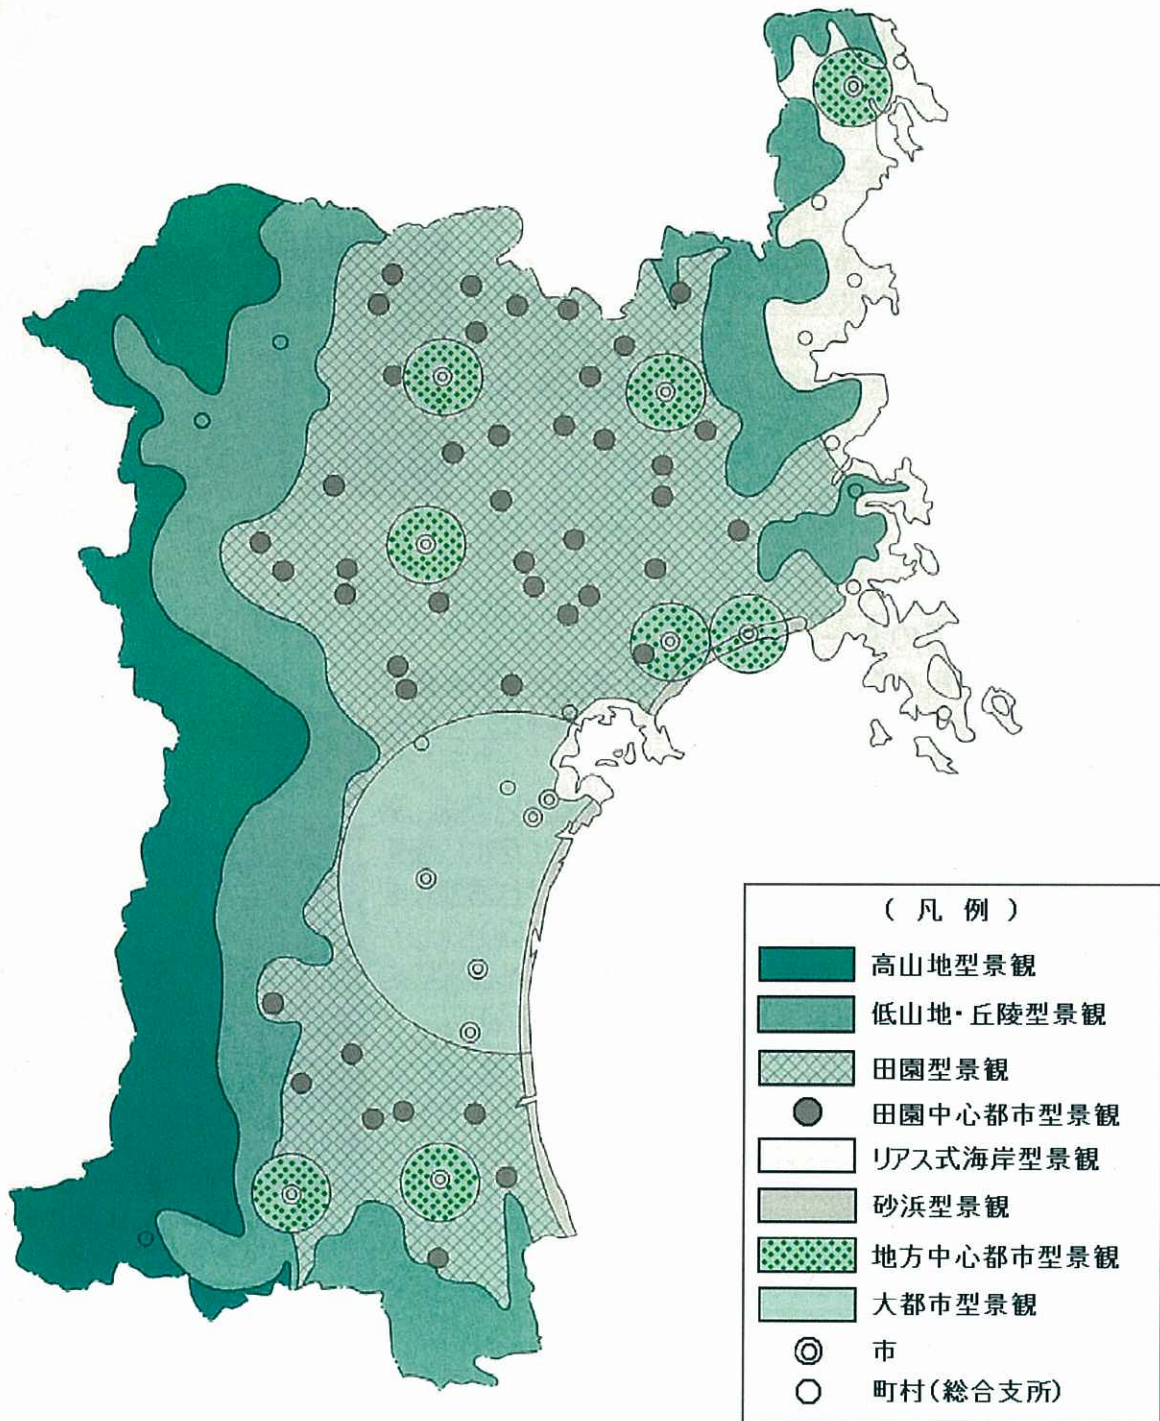 （ 凡 例 ）
高山地型景観
低山地・丘陵型景観
田園型景観
田園中心都市型景観
リアス式海岸型景観
砂浜型景観
地方中心都市型景観
大都市型景観
市
町村（総合支所）